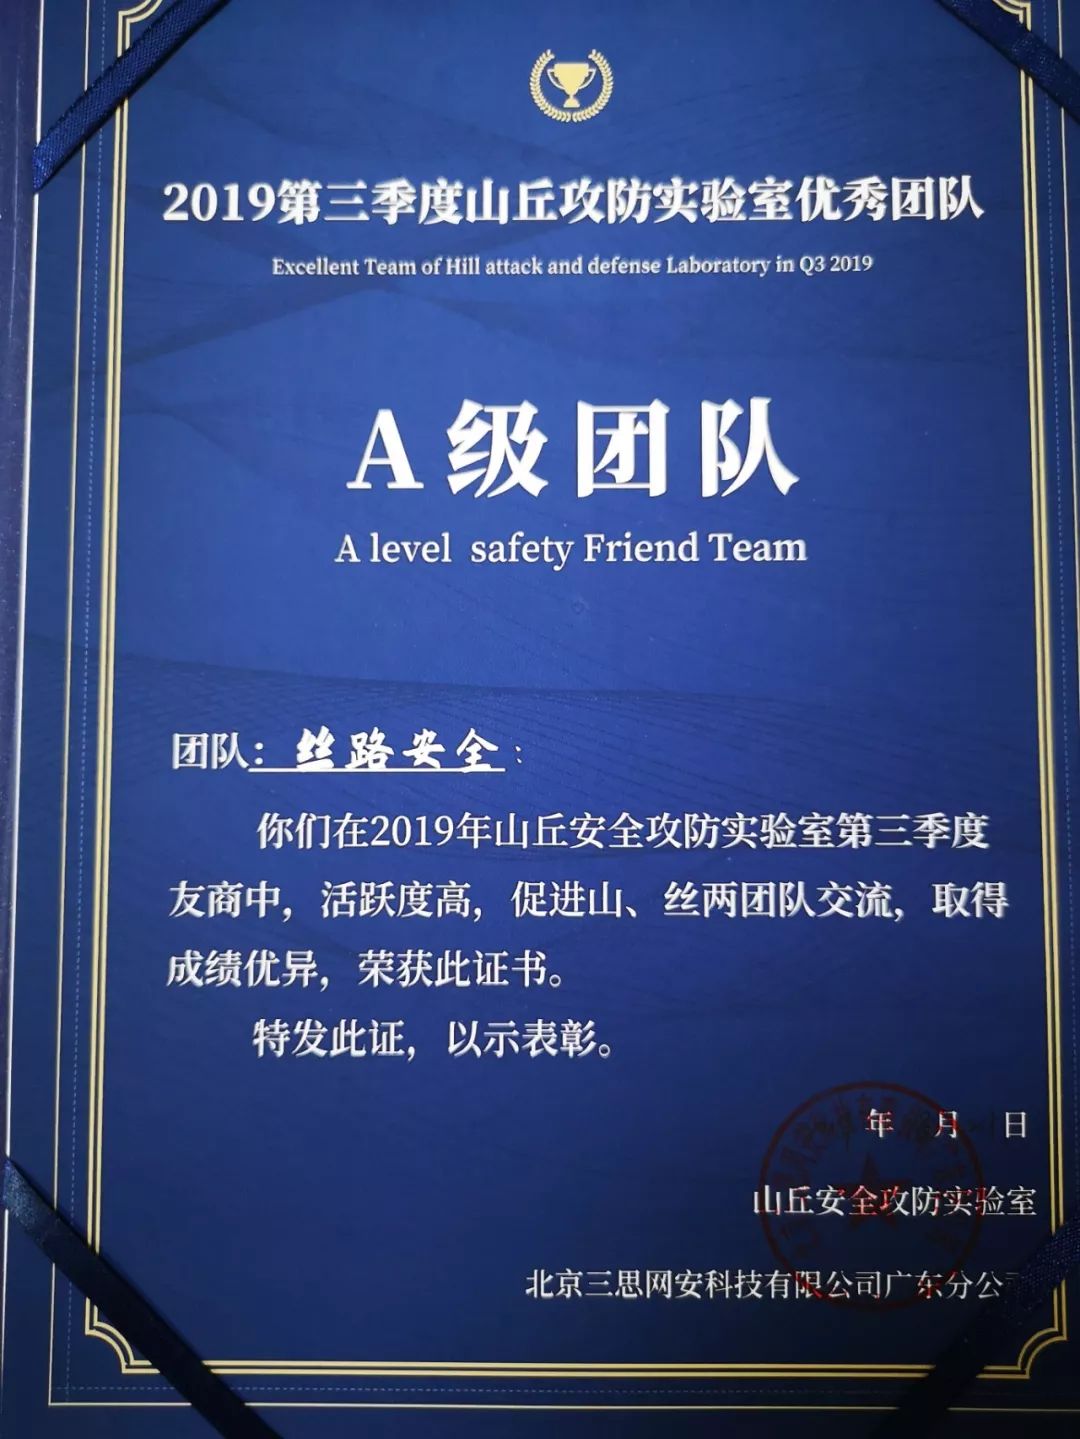 2019第三季度山丘攻防实验室优秀团队
Excellent Team of Hill attack and defense Laboratory in Q3 2019
A级团队
A level safety Friend Team
团队：丝路安全：
你们在2019年山丘安全攻防实验室第三季度
友商中，活跃度高，促进山、丝两团队交流，取得
成绩优异，荣获此证书。
特发此证，以示表彰。
年 月 日
山丘安全攻防实验室
北京三思网安科技有限公司广东分公司